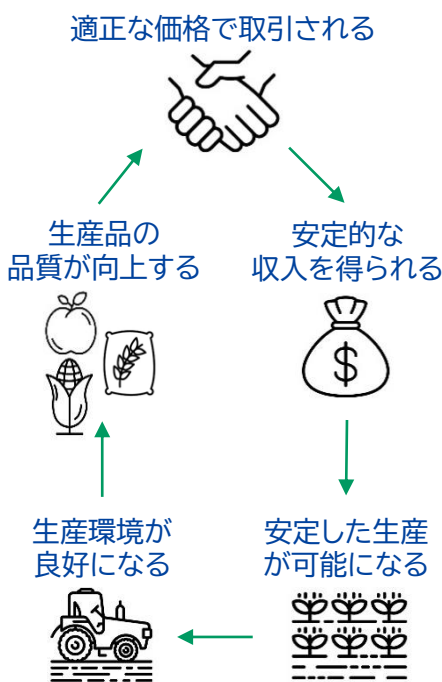 適正な価格で取引される
安定的な
収入を得られる
$
安定した生産
が可能になる
生産環境が
良好になる
生産品の
品質が向上する